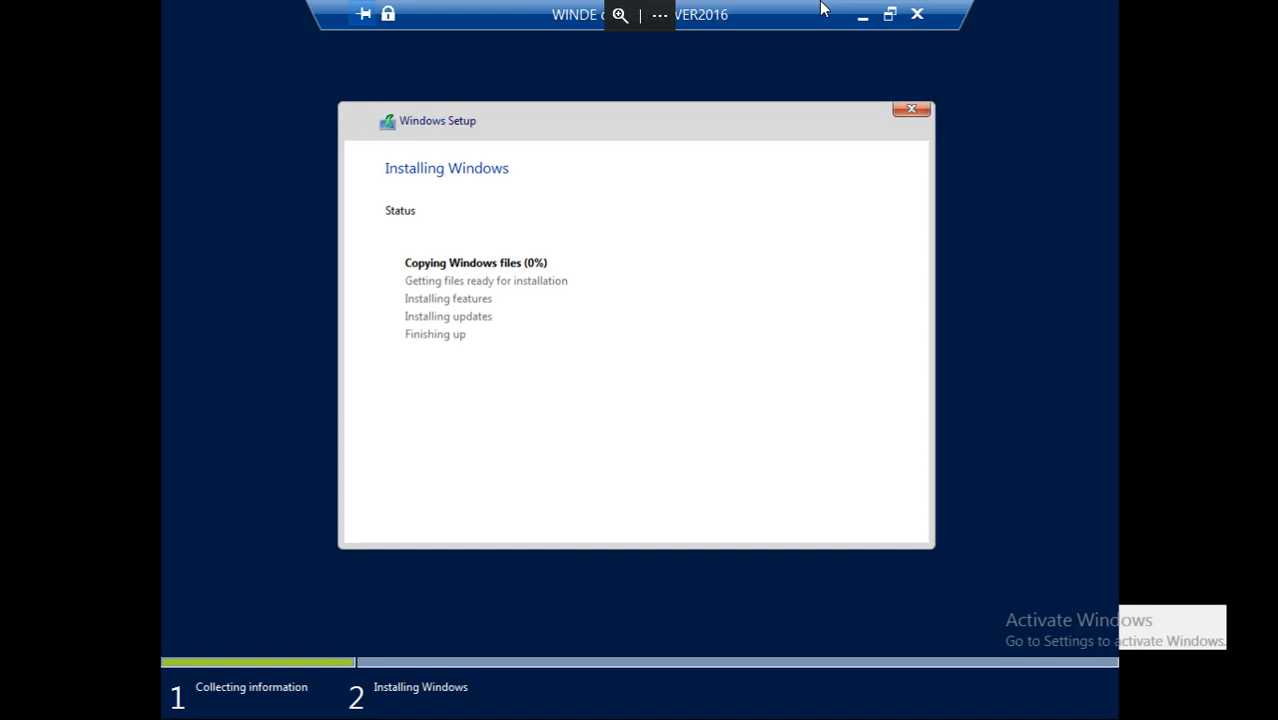 WINDE
VER2016
Windows Setup
Installing Windows
Status
Copying Windows files (0%)
Getting files ready for installation
Installing features
Installing updates
Finishing up
Activate Windows
Go to Settings to activate Windows.
1 Collecting information
2 Installing Windows